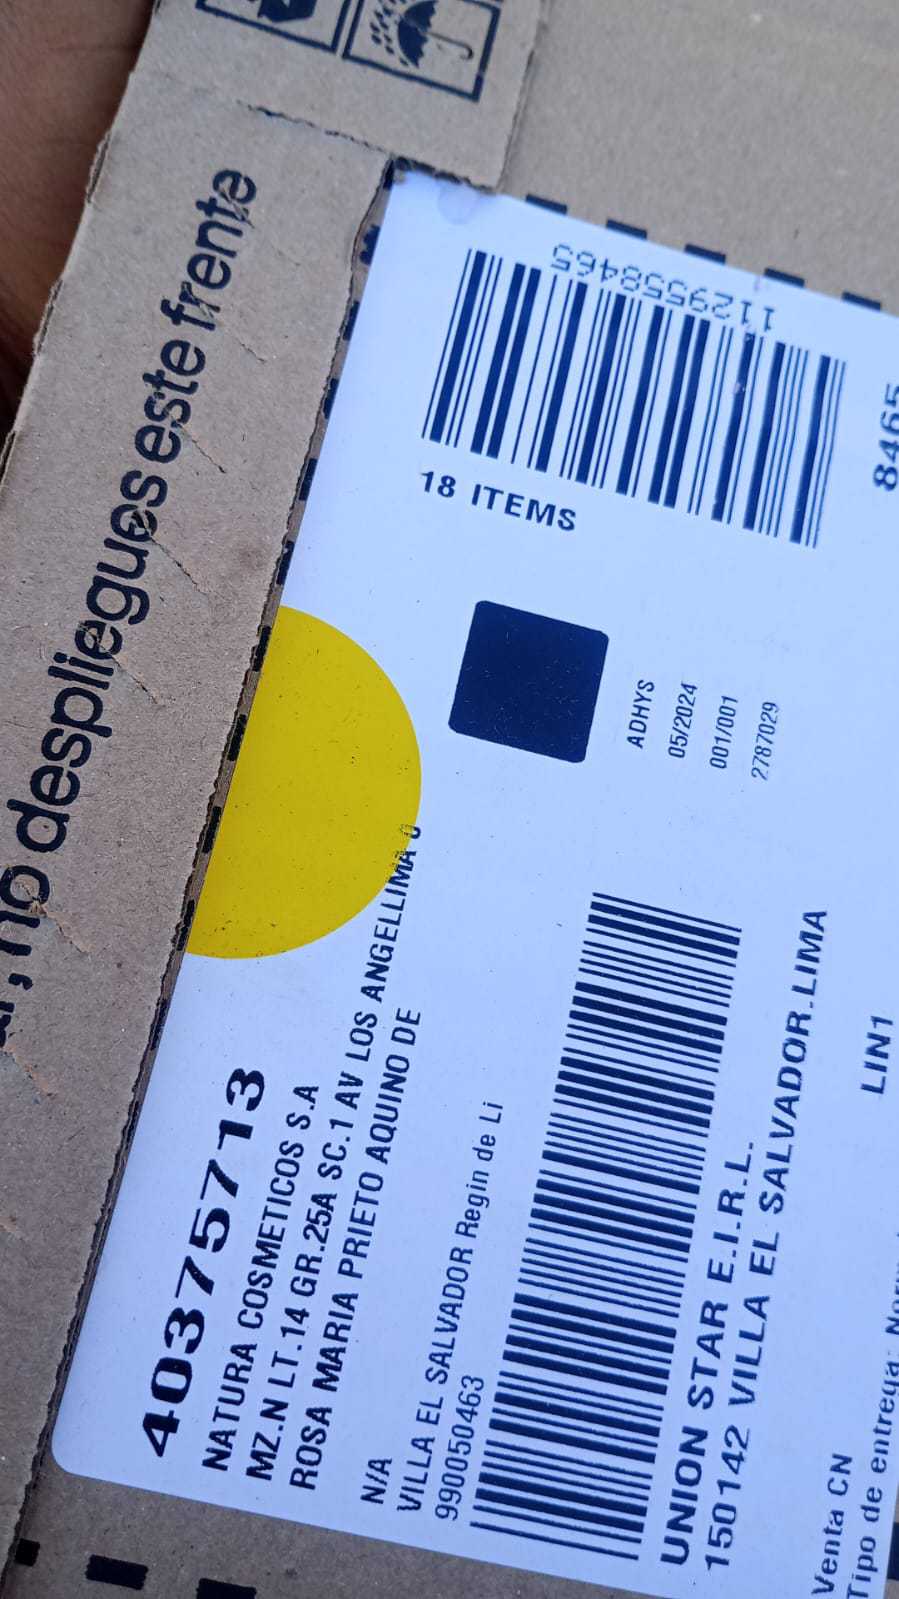 , no despliegues este frente
1129558465
8465
18 ITEMS
ADHYS
05/2024
001/001
2787029
40375713
NATURA COSMETICOS S.A
MZ.N LT.14 GR.25A SC.1 AV LOS ANGELLIMA
ROSA MARIA PRIETO AQUINO DE
N/A
VILLA EL SALVADOR Regin de Li
990050463
UNION STAR E.I.R.L.
150142 VILLA EL SALVADOR.LIMA
LIN1
Venta CN
Tipo de entrega: